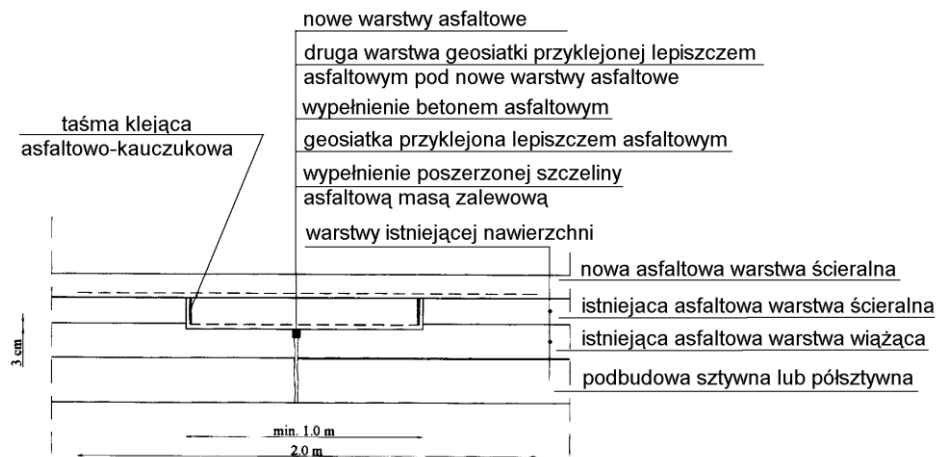 nowe warstwy asfaltowe
druga warstwa geosiatki przyklejonej lepiszczem
asfaltowym pod nowe warstwy asfaltowe
wypełnienie betonem asfaltowym
taśma klejąca
asfaltowo-kauczukowa
geosiatka przyklejona lepiszczem asfaltowym
wypełnienie poszerzonej szczeliny
asfaltową masą zalewową
warstwy istniejącej nawierzchni
nowa asfaltowa warstwa ścieralna
istniejaca asfaltowa warstwa ścieralna
istniejąca asfaltowa warstwa wiążąca
podbudowa sztywna lub półsztywna
3 cm
min. 1.0 m
2.0 m